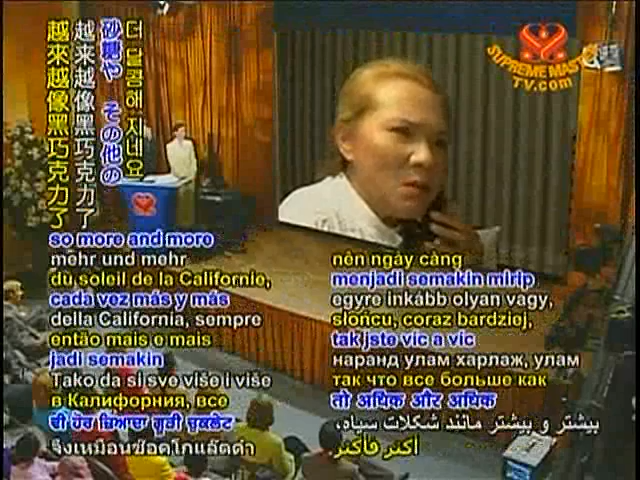 더 달콤해 지네요
砂糖や その他の
越来越像黑巧克力了
越來越像黑巧克力了
SUPREME MASTER
TV.com
so more and more
mehr und mehr
du soleil de la Californie,
cada vez más y más
della California, sempre
então mais e mais
jadi semakin
Tako da si sve više i više
в Калифорния, все
ਵੀ ਹੋਰ ਜ਼ਿਆਦਾ ਗੂੜੀ ਚੁਕਲੇਟ
จึงเหมือนช๊อคโกแล๊ตดำ
nên ngày càng
menjadi semakin mirip
egyre inkább olyan vagy,
słońcu, coraz bardziej,
tak jste víc a víc
наранд улам харлаж, улам
так что все больше как
तो अधिक और अधिक
بیشتر و بیشتر مانند شکلات سیاه،
أكثر فأكثر